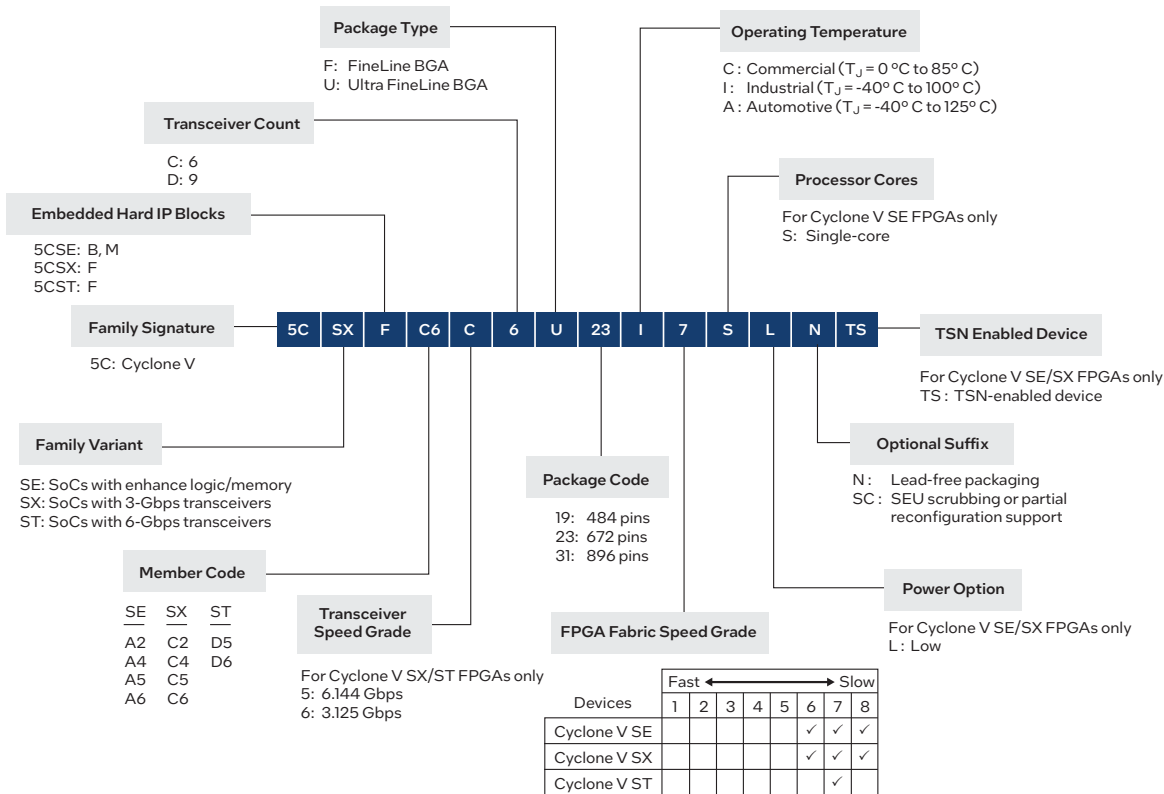 Package Type
F: FineLine BGA
U: Ultra FineLine BGA
Operating Temperature
C : Commercial (TJ = 0 ºC to 85º C)
I : Industrial (TJ = -40º C to 100º C)
A : Automotive (TJ = -40º C to 125º C)
Transceiver Count
C: 6
D: 9
Processor Cores
For Cyclone V SE FPGAs only
S: Single-core
Embedded Hard IP Blocks
5CSE: B, M
5CSX: F
5CST: F
Family Signature
5C: Cyclone V
5C SX F C6 C 6 U 23 I 7 S L N TS
TSN Enabled Device
For Cyclone V SE/SX FPGAs only
TS : TSN-enabled device
Family Variant
SE: SoCs with enhance logic/memory
SX: SoCs with 3-Gbps transceivers
ST: SoCs with 6-Gbps transceivers
Package Code
19: 484 pins
23: 672 pins
31: 896 pins
Optional Suffix
N : Lead-free packaging
SC : SEU scrubbing or partial
reconfiguration support
Member Code
SE SX ST
A2 C2 D5
A4 C4 D6
A5 C5
A6 C6
Transceiver
Speed Grade
For Cyclone V SX/ST FPGAs only
5: 6.144 Gbps
6: 3.125 Gbps
FPGA Fabric Speed Grade
Power Option
For Cyclone V SE/SX FPGAs only
L : Low
Fast Slow
Devices 1 2 3 4 5 6 7 8
Cyclone V SE ✓ ✓ ✓
Cyclone V SX ✓ ✓ ✓
Cyclone V ST ✓